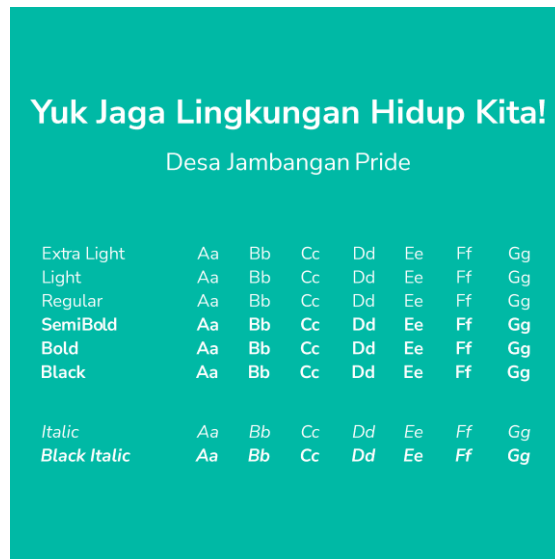 Yuk Jaga Lingkungan Hidup Kita!
Desa Jambangan Pride
Extra Light Aa Bb Cc Dd Ee Ff Gg
Light Aa Bb Cc Dd Ee Ff Gg
Regular Aa Bb Cc Dd Ee Ff Gg
SemiBold Aa Bb Cc Dd Ee Ff Gg
Bold Aa Bb Cc Dd Ee Ff Gg
Black Aa Bb Cc Dd Ee Ff Gg
Italic Aa Bb Cc Dd Ee Ff Gg
Black Italic Aa Bb Cc Dd Ee Ff Gg